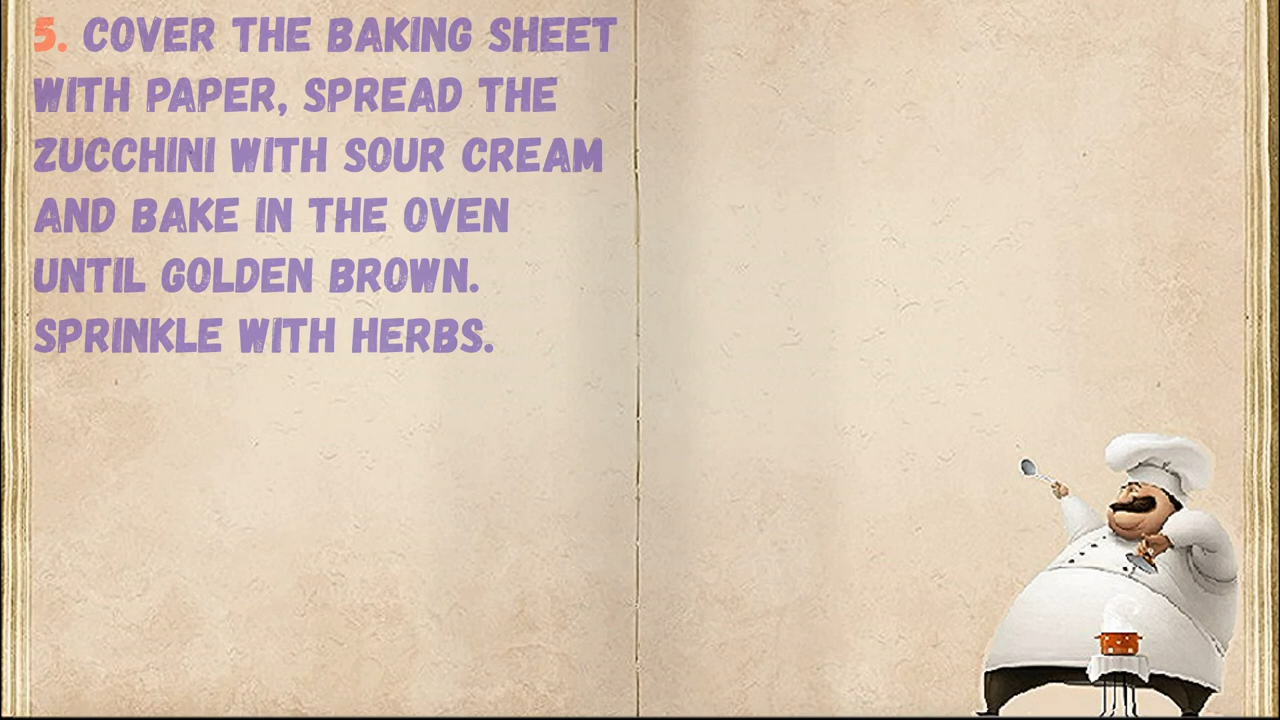 5. COVER THE BAKING SHEET
WITH PAPER, SPREAD THE
ZUCCHINI WITH SOUR CREAM
AND BAKE IN THE OVEN
UNTIL GOLDEN BROWN.
SPRINKLE WITH HERBS.